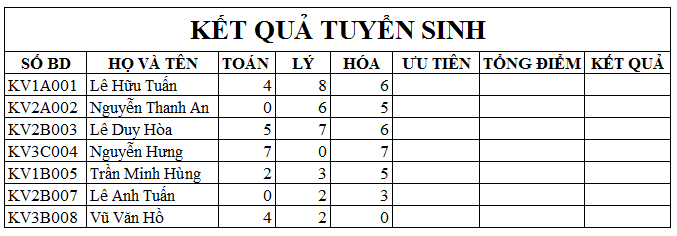 KẾT QUẢ TUYỂN SINH
SỐ BD HỌ VÀ TÊN TOÁN LÝ HÓA ƯU TIÊN TỔNG ĐIỂM KẾT QUẢ
KV1A001 Lê Hữu Tuấn 4 8 6
KV2A002 Nguyễn Thanh An 0 6 5
KV2B003 Lê Duy Hòa 5 7 6
KV3C004 Nguyễn Hưng 7 0 7
KV1B005 Trần Minh Hùng 2 3 5
KV2B007 Lê Anh Tuấn 0 2 3
KV3B008 Vũ Văn Hồ 4 2 0